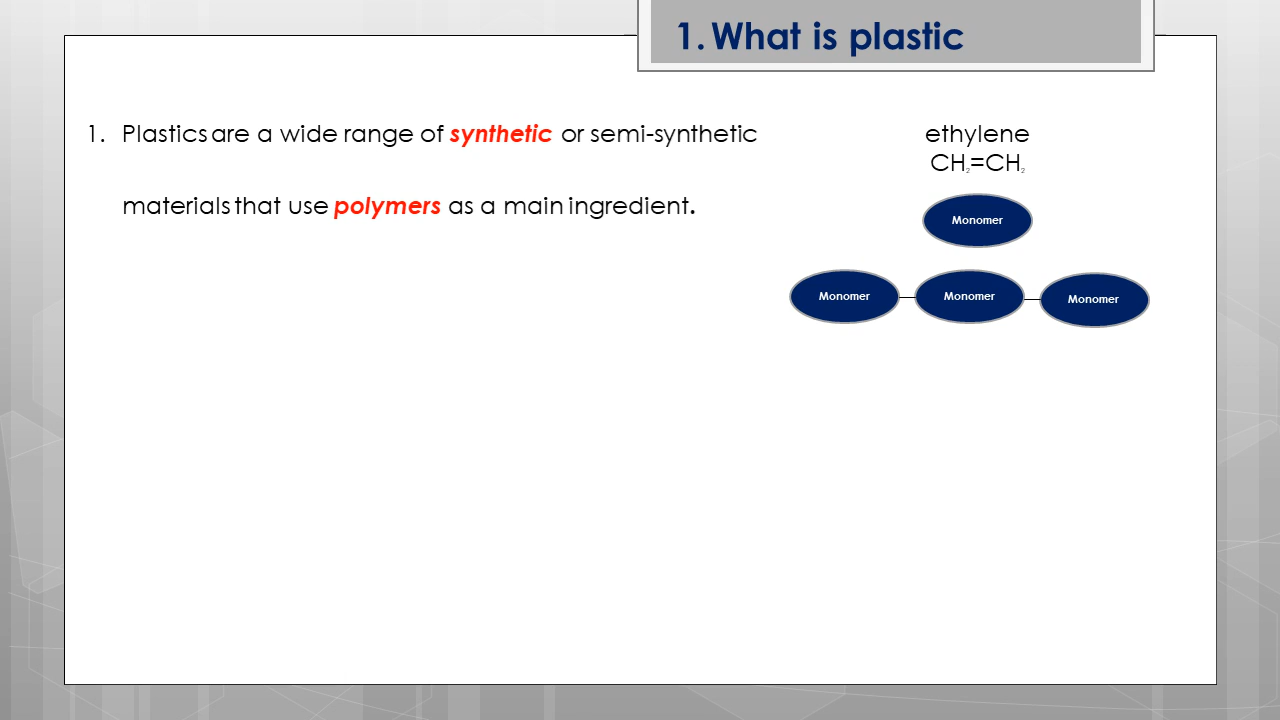 1. What is plastic
1. Plastics are a wide range of synthetic or semi-synthetic
materials that use polymers as a main ingredient.
ethylene
CH₂=CH₂
Monomer
Monomer Monomer Monomer